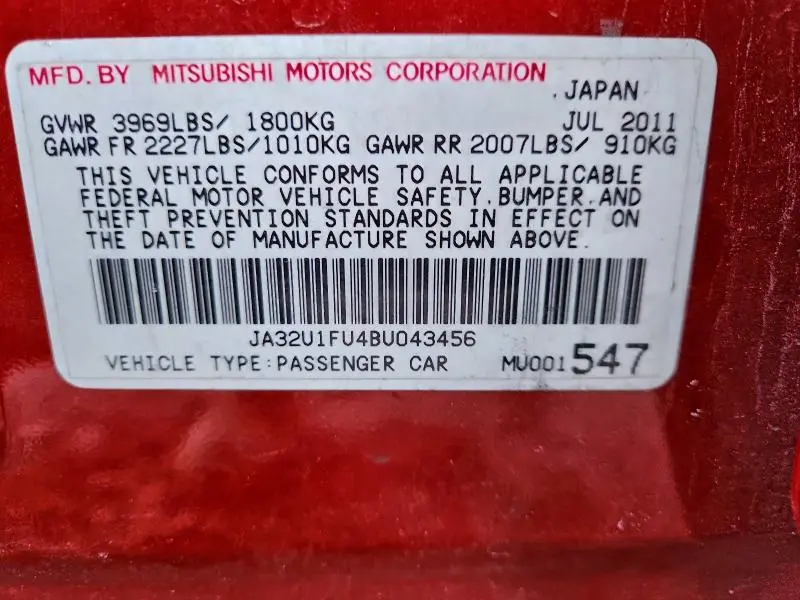 MFD. BY MITSUBISHI MOTORS CORPORATION
JAPAN
GVWR 3969LBS/ 1800KG JUL 2011
GAWR FR 2227LBS/1010KG GAWR RR 2007LBS/ 910KG
THIS VEHICLE CONFORMS TO ALL APPLICABLE
FEDERAL MOTOR VEHICLE SAFETY, BUMPER, AND
THEFT PREVENTION STANDARDS IN EFFECT ON
THE DATE OF MANUFACTURE SHOWN ABOVE.
JA32U1FU4BU043456
VEHICLE TYPE:PASSENGER CAR MU001547